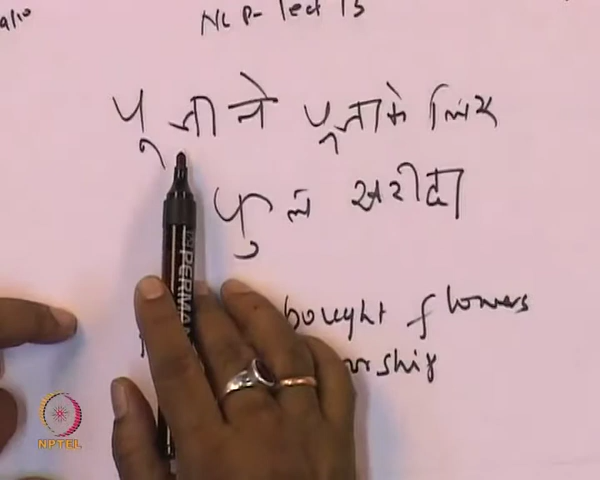 NLP- lect 15
पूजा ने पूजा के लिए
फुल खरीदा
bought flowers
NPTEL